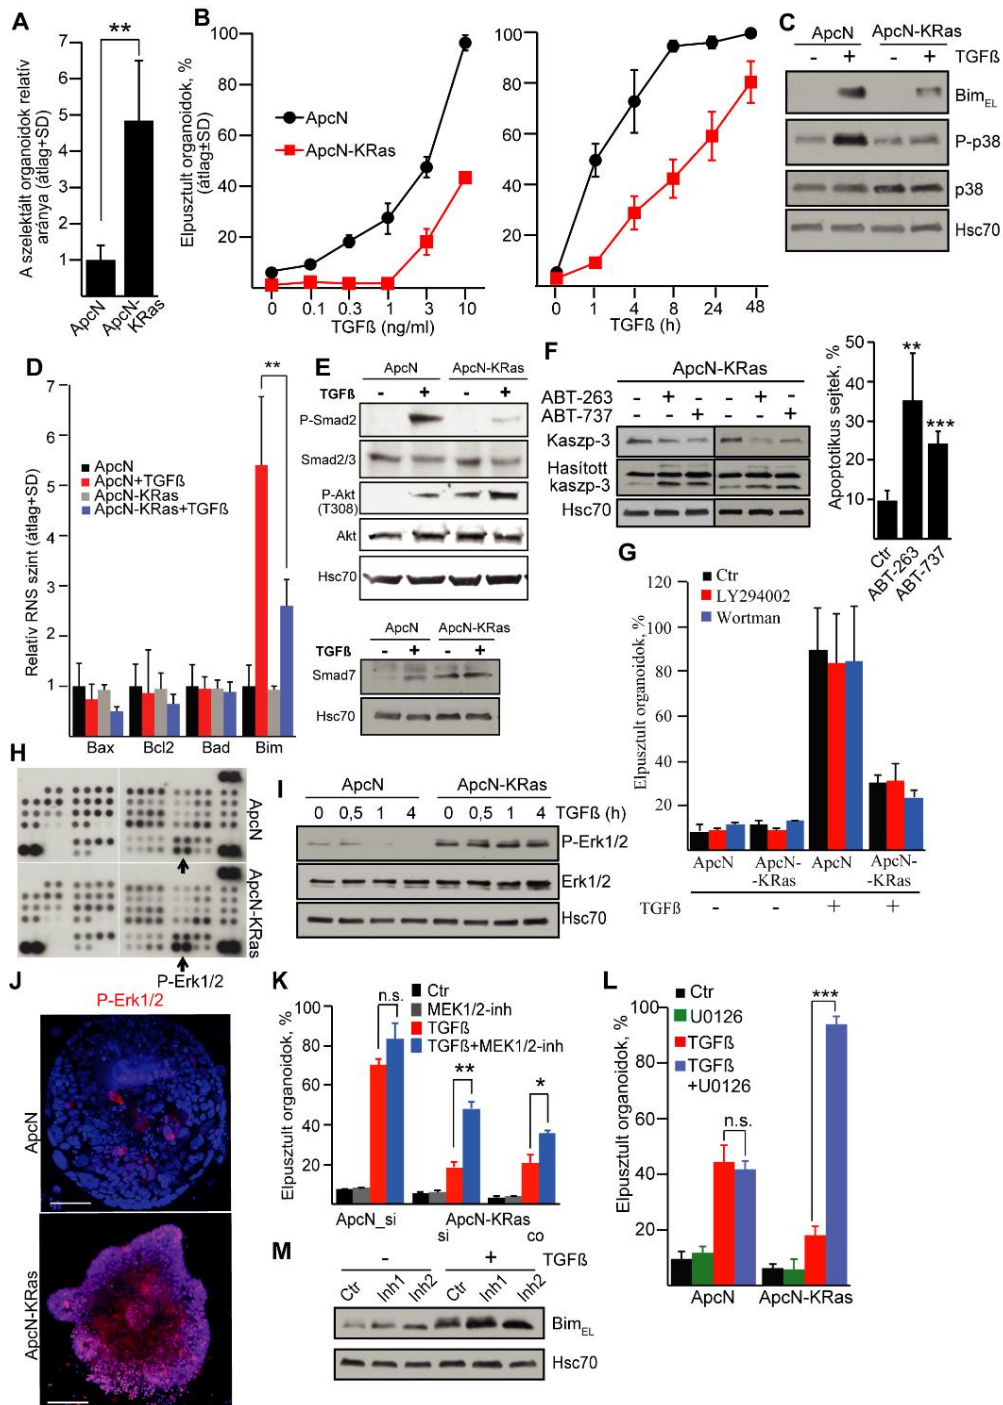 A
**
7
6
5
4
3
2
1
A szelektált organoidok relatív
aránya (átlag+SD)
ApcN
ApcN-
KRas
B
100
80
60
40
20
Elpusztult organoidok, %
(átlag±SD)
ApcN
ApcN-KRas
0 0.1 0.3 1 3 10
TGFß (ng/ml)
100
80
60
40
20
0 1 4 8 24 48
TGFß (h)
C
ApcN ApcN-KRas
- + - + TGFß
BimEL
P-p38
p38
Hsc70
D
**
7
6
5
4
3
2
1
Relatív RNS szint (átlag+SD)
ApcN
ApcN+TGFß
ApcN-KRas
ApcN-KRas+TGFß
Bax Bcl2 Bad Bim
E
ApcN ApcN-KRas
TGFß - + - +
P-Smad2
Smad2/3
P-Akt
(T308)
Akt
Hsc70
ApcN ApcN-KRas
TGFß - + - +
Smad7
Hsc70
F
ApcN-KRas
ABT-263 - + - - + -
ABT-737 - - + - - +
Kaszp-3
Hasított
kaszp-3
Hsc70
50
40
30
20
10
Apoptotikus sejtek, %
**
***
Ctr
ABT-263
ABT-737
G
120
100
80
60
40
20
Elpusztult organoidok, %
Ctr
LY294002
Wortman
ApcN ApcN- ApcN ApcN-
-KRas -KRas
TGFß - - + +
H
ApcN
ApcN-KRas
P-Erk1/2
I
ApcN ApcN-KRas
0 0,5 1 4 0 0,5 1 4 TGFß (h)
P-Erk1/2
Erk1/2
Hsc70
J
P-Erk1/2
ApcN
ApcN-KRas
K
Ctr
MEK1/2-inh
TGFß
TGFß+MEK1/2-inh
100
80
60
40
20
Elpusztult organoidok, %
n.s.
**
*
ApcN_si ApcN-KRas
si co
L
Ctr
U0126
TGFß
TGFß
+U0126
100
80
60
40
20
Elpusztult organoidok, %
n.s.
***
ApcN ApcN-KRas
M
- + TGFß
Ctr Inh1 Inh2 Ctr Inh1 Inh2
BimEL
Hsc70